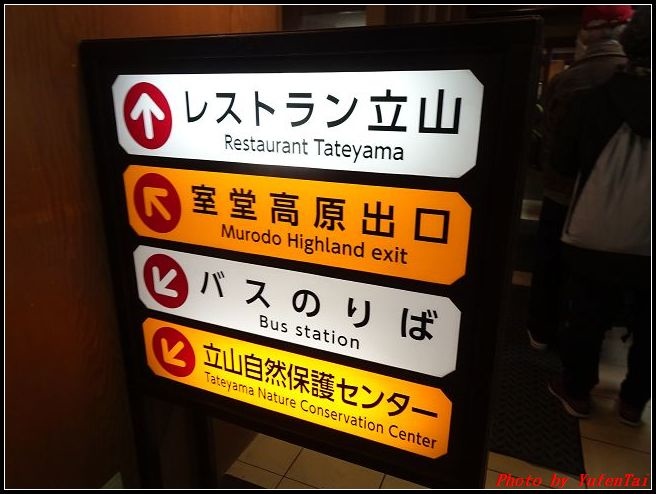 レストラン立山
Restaurant Tateyama
室堂高原出口
Murodo Highland exit
バスのりば
Bus station
立山自然保護センター
Tateyama Nature Conservation Center
Photo by YufenTai